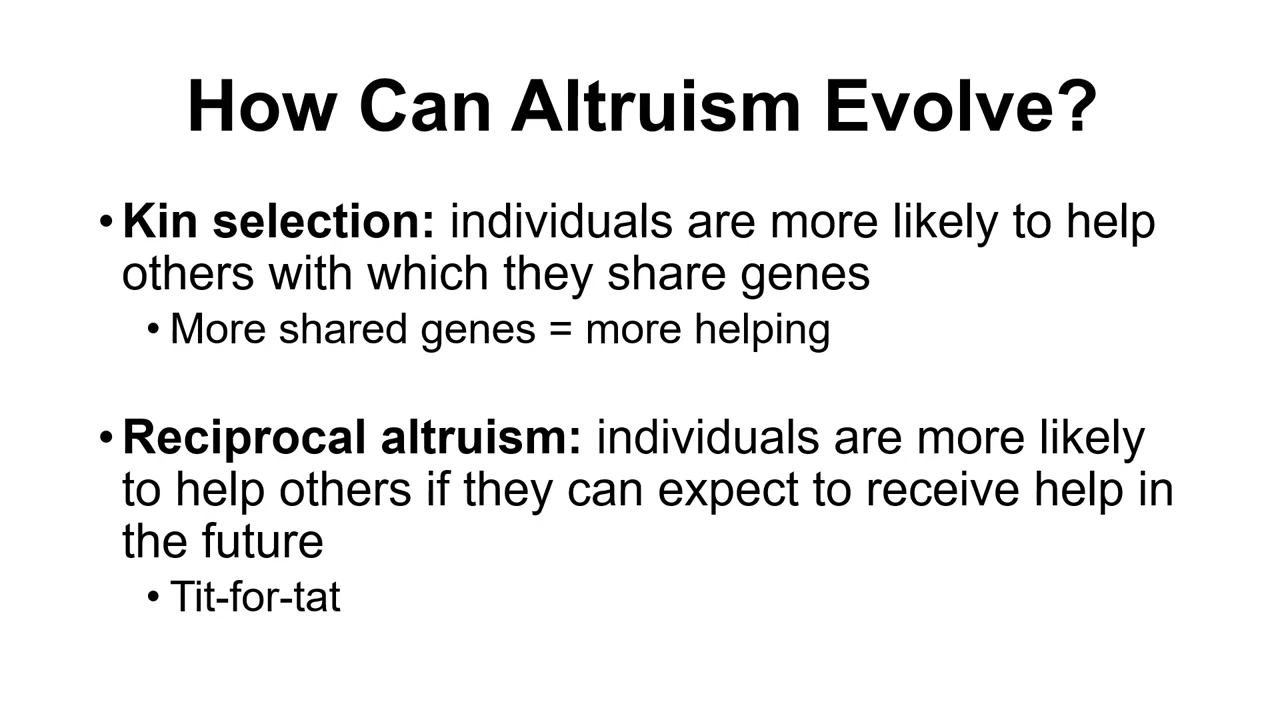 How Can Altruism Evolve?
• Kin selection: individuals are more likely to help
others with which they share genes
• More shared genes = more helping
• Reciprocal altruism: individuals are more likely
to help others if they can expect to receive help in
the future
• Tit-for-tat